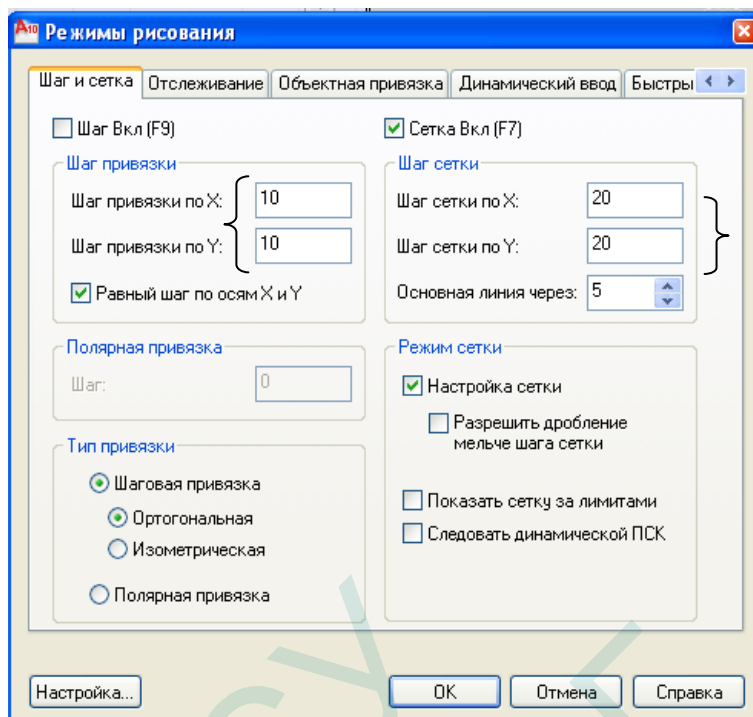 Режимы рисования
Шаг и сетка Отслеживание Объектная привязка Динамический ввод Быстры
Шаг Вкл (F9)
Сетка Вкл (F7)
Шаг привязки
Шаг привязки по X: 10
Шаг привязки по Y: 10
Равный шаг по осям X и Y
Шаг сетки
Шаг сетки по X: 20
Шаг сетки по Y: 20
Основная линия через: 5
Полярная привязка
Шаг: 0
Режим сетки
Настройка сетки
Разрешить дробление
мельче шага сетки
Показать сетку за лимитами
Следовать динамической ПСК
Тип привязки
Шаговая привязка
Ортогональная
Изометрическая
Полярная привязка
Настройка... OK Отмена Справка